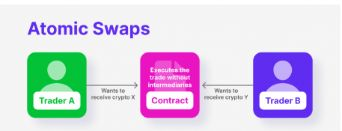 Atomic Swaps
Executes the
trade without
intermediaries
Trader A
Wants to
receive crypto X
Contract
Wants to
receive crypto Y
Trader B